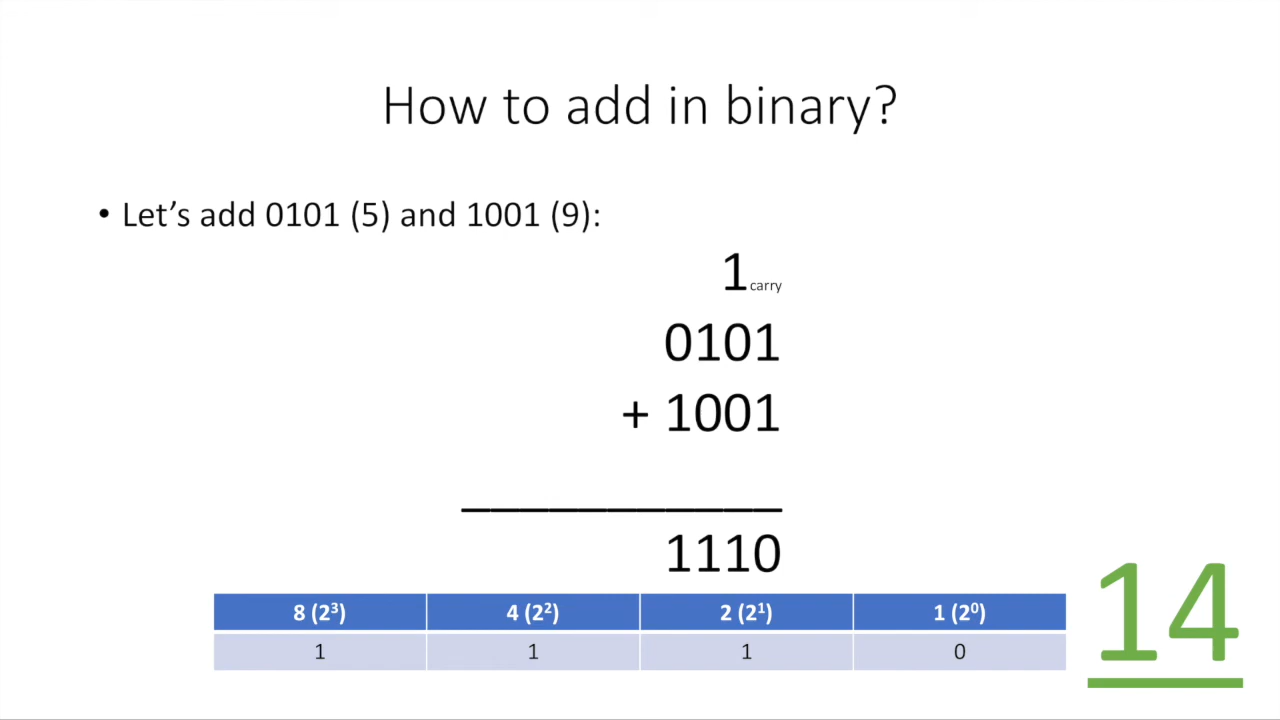 How to add in binary?
• Let's add 0101 (5) and 1001 (9):
1carry
0101
+ 1001
___________
1110
8 (2³) 4 (2²) 2 (2¹) 1 (2⁰)
1 1 1 0
14